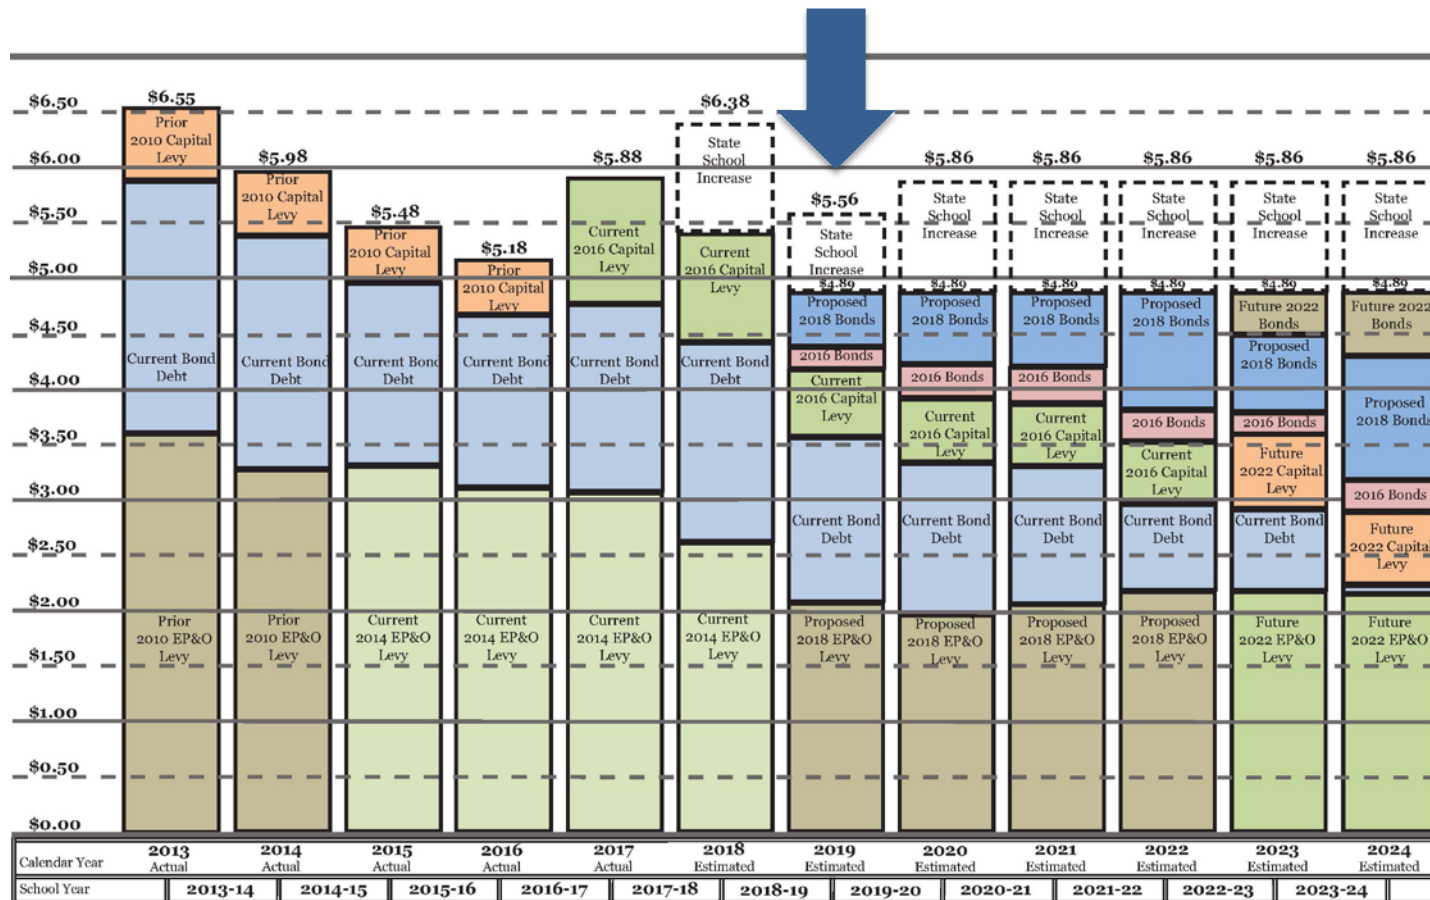 $6.50
$6.00
$5.50
$5.00
$4.50
$4.00
$3.50
$3.00
$2.50
$2.00
$1.50
$1.00
$0.50
$0.00
$6.55
Prior
2010 Capital
Levy
Current Bond
Debt
Prior
2010 EP&O
Levy
$5.98
Prior
2010 Capital
Levy
Current Bond
Debt
Prior
2010 EP&O
Levy
$5.48
Prior
2010 Capital
Levy
Current Bond
Debt
Current
2014 EP&O
Levy
$5.18
Prior
2010 Capital
Levy
Current Bond
Debt
Current
2014 EP&O
Levy
$5.88
Current
2016 Capital
Levy
Current Bond
Debt
Current
2014 EP&O
Levy
$6.38
State
School
Increase
Current
2016 Capital
Levy
Current Bond
Debt
Current
2014 EP&O
Levy
$5.56
State
School
Increase
$4.89
Proposed
2018 Bonds
2016 Bonds
Current
2016 Capital
Levy
Current Bond
Debt
Proposed
2018 EP&O
Levy
$5.86
State
School
Increase
$4.89
Proposed
2018 Bonds
2016 Bonds
Current
2016 Capital
Levy
Current Bond
Debt
Proposed
2018 EP&O
Levy
$5.86
State
School
Increase
$4.89
Proposed
2018 Bonds
2016 Bonds
Current
2016 Capital
Levy
Current Bond
Debt
Proposed
2018 EP&O
Levy
$5.86
State
School
Increase
$4.89
Proposed
2018 Bonds
2016 Bonds
Current
2016 Capital
Levy
Current Bond
Debt
Proposed
2018 EP&O
Levy
$5.86
State
School
Increase
$4.89
Future 2022
Bonds
Proposed
2018 Bonds
2016 Bonds
Future
2022 Capital
Levy
Current Bond
Debt
Future
2022 EP&O
Levy
$5.86
State
School
Increase
$4.89
Future 2022
Bonds
Proposed
2018 Bonds
2016 Bonds
Future
2022 Capital
Levy
Future
2022 EP&O
Levy
Calendar Year 2013 2014 2015 2016 2017 2018 2019 2020 2021 2022 2023 2024
Actual Actual Actual Actual Actual Estimated Estimated Estimated Estimated Estimated Estimated Estimated
School Year 2013-14 2014-15 2015-16 2016-17 2017-18 2018-19 2019-20 2020-21 2021-22 2022-23 2023-24